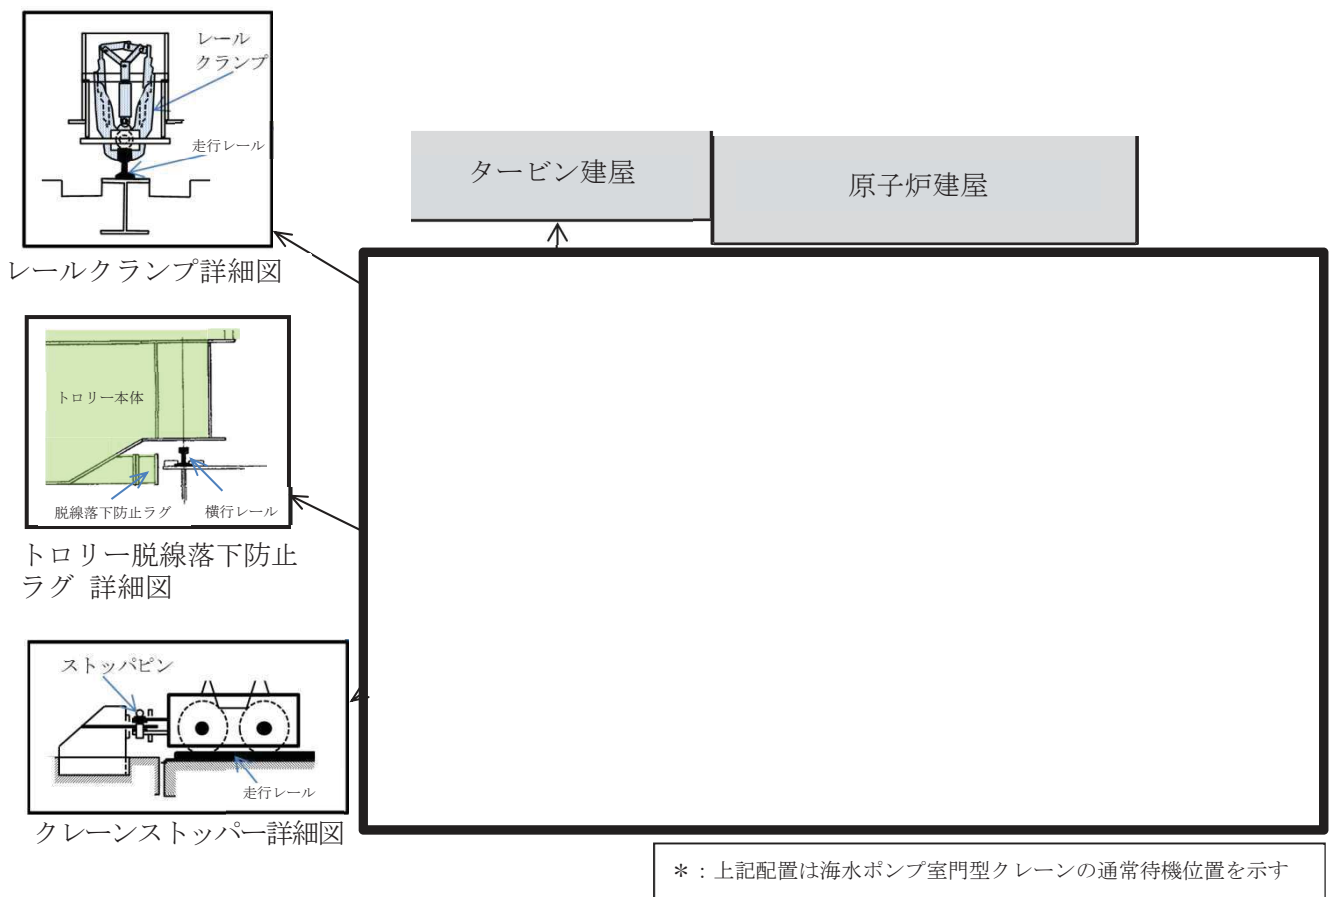 レール
クランプ
走行レール
レールクランプ詳細図
タービン建屋
原子炉建屋
トロリー本体
脱線落下防止ラグ
横行レール
トロリー脱線落下防止
ラグ 詳細図
ストッパピン
走行レール
クレーンストッパー詳細図
＊：上記配置は海水ポンプ室門型クレーンの通常待機位置を示す